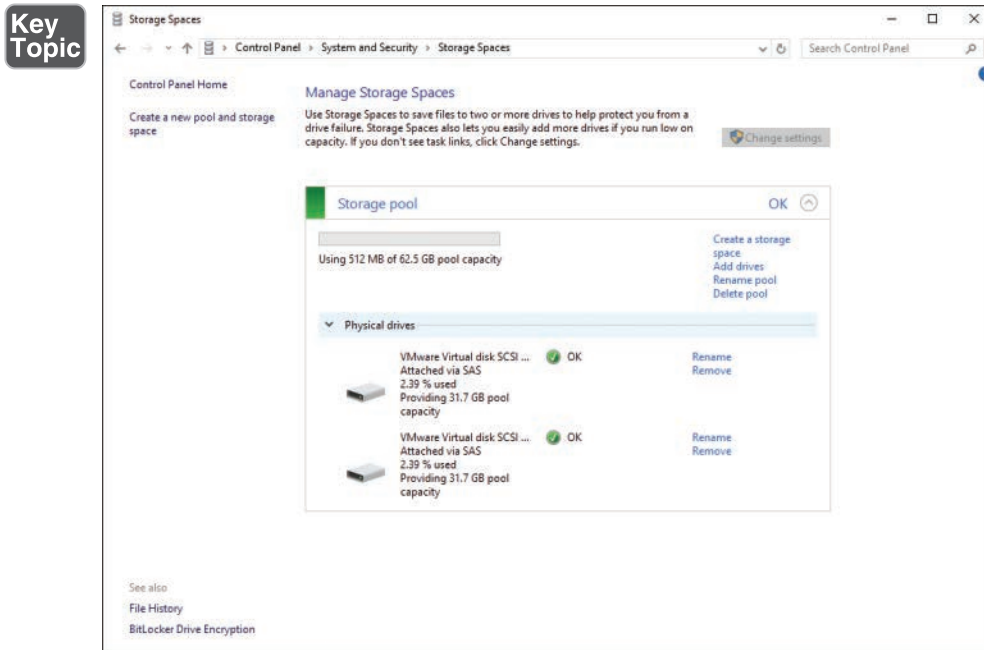 Key
Topic
Storage Spaces
Control Panel › System and Security › Storage Spaces
Search Control Panel
Control Panel Home
Create a new pool and storage
space
Manage Storage Spaces
Use Storage Spaces to save files to two or more drives to help protect you from a
drive failure. Storage Spaces also lets you easily add more drives if you run low on
capacity. If you don't see task links, click Change settings.
Change settings
Storage pool
OK
Using 512 MB of 62.5 GB pool capacity
Create a storage
space
Add drives
Rename pool
Delete pool
Physical drives
VMware Virtual disk SCSI ...
OK
Rename
Attached via SAS
Remove
2.39 % used
Providing 31.7 GB pool
capacity
VMware Virtual disk SCSI ...
OK
Rename
Attached via SAS
Remove
2.39 % used
Providing 31.7 GB pool
capacity
See also
File History
BitLocker Drive Encryption